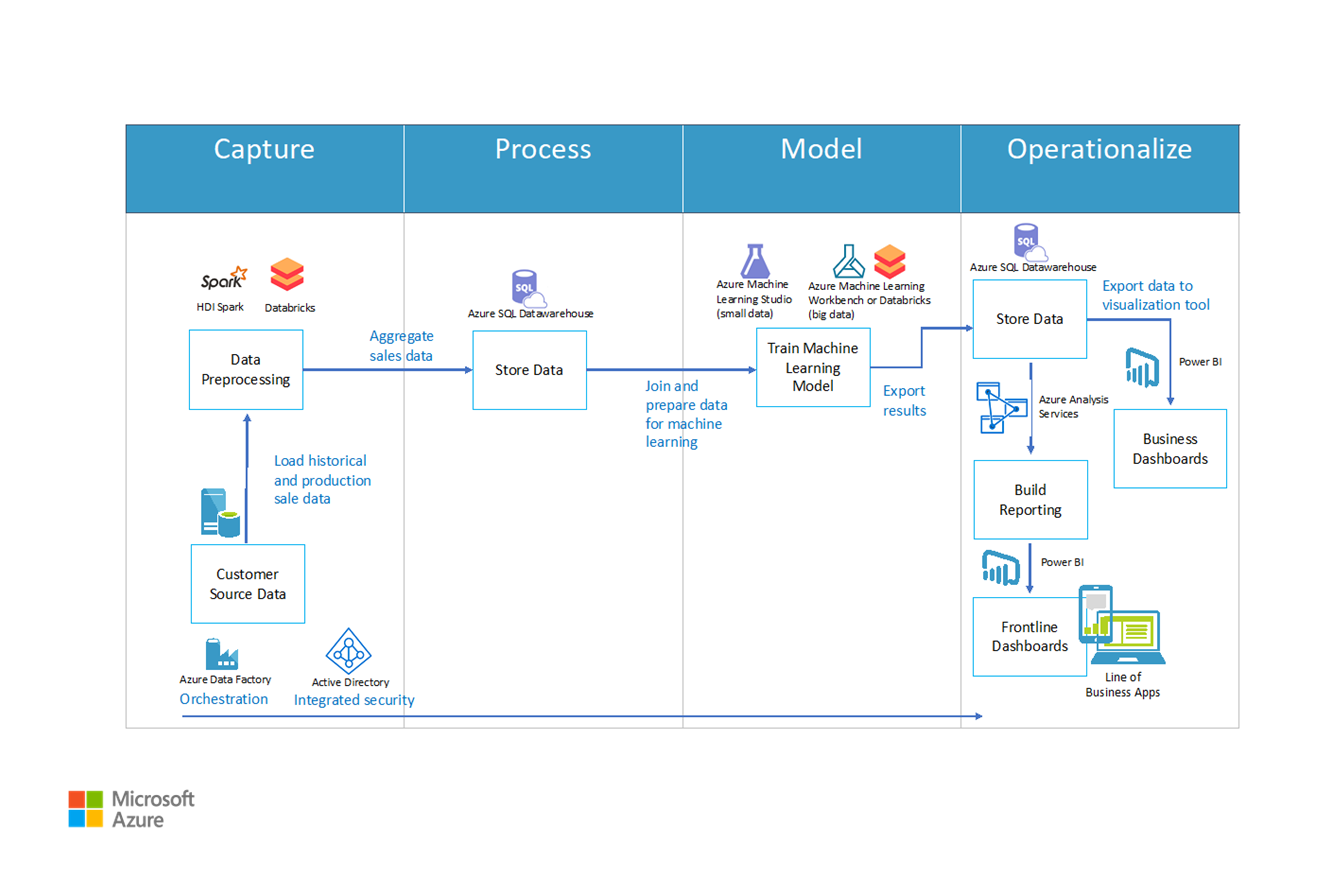 Capture
Process
Model
Operationalize
Spark
HDI Spark
Databricks
Data
Preprocessing
Load historical
and production
sale data
Customer
Source Data
Azure Data Factory
Orchestration
Active Directory
Integrated security
Aggregate
sales data
SQL
Azure SQL Datawarehouse
Store Data
Join and
prepare data
for machine
learning
Azure Machine
Learning Studio
(small data)
Azure Machine Learning
Workbench or Databricks
(big data)
Train Machine
Learning
Model
Export
results
SQL
Azure SQL Datawarehouse
Store Data
Export data to
visualization tool
Power BI
Business
Dashboards
Azure Analysis
Services
Build
Reporting
Power BI
Frontline
Dashboards
Line of
Business Apps
Microsoft
Azure